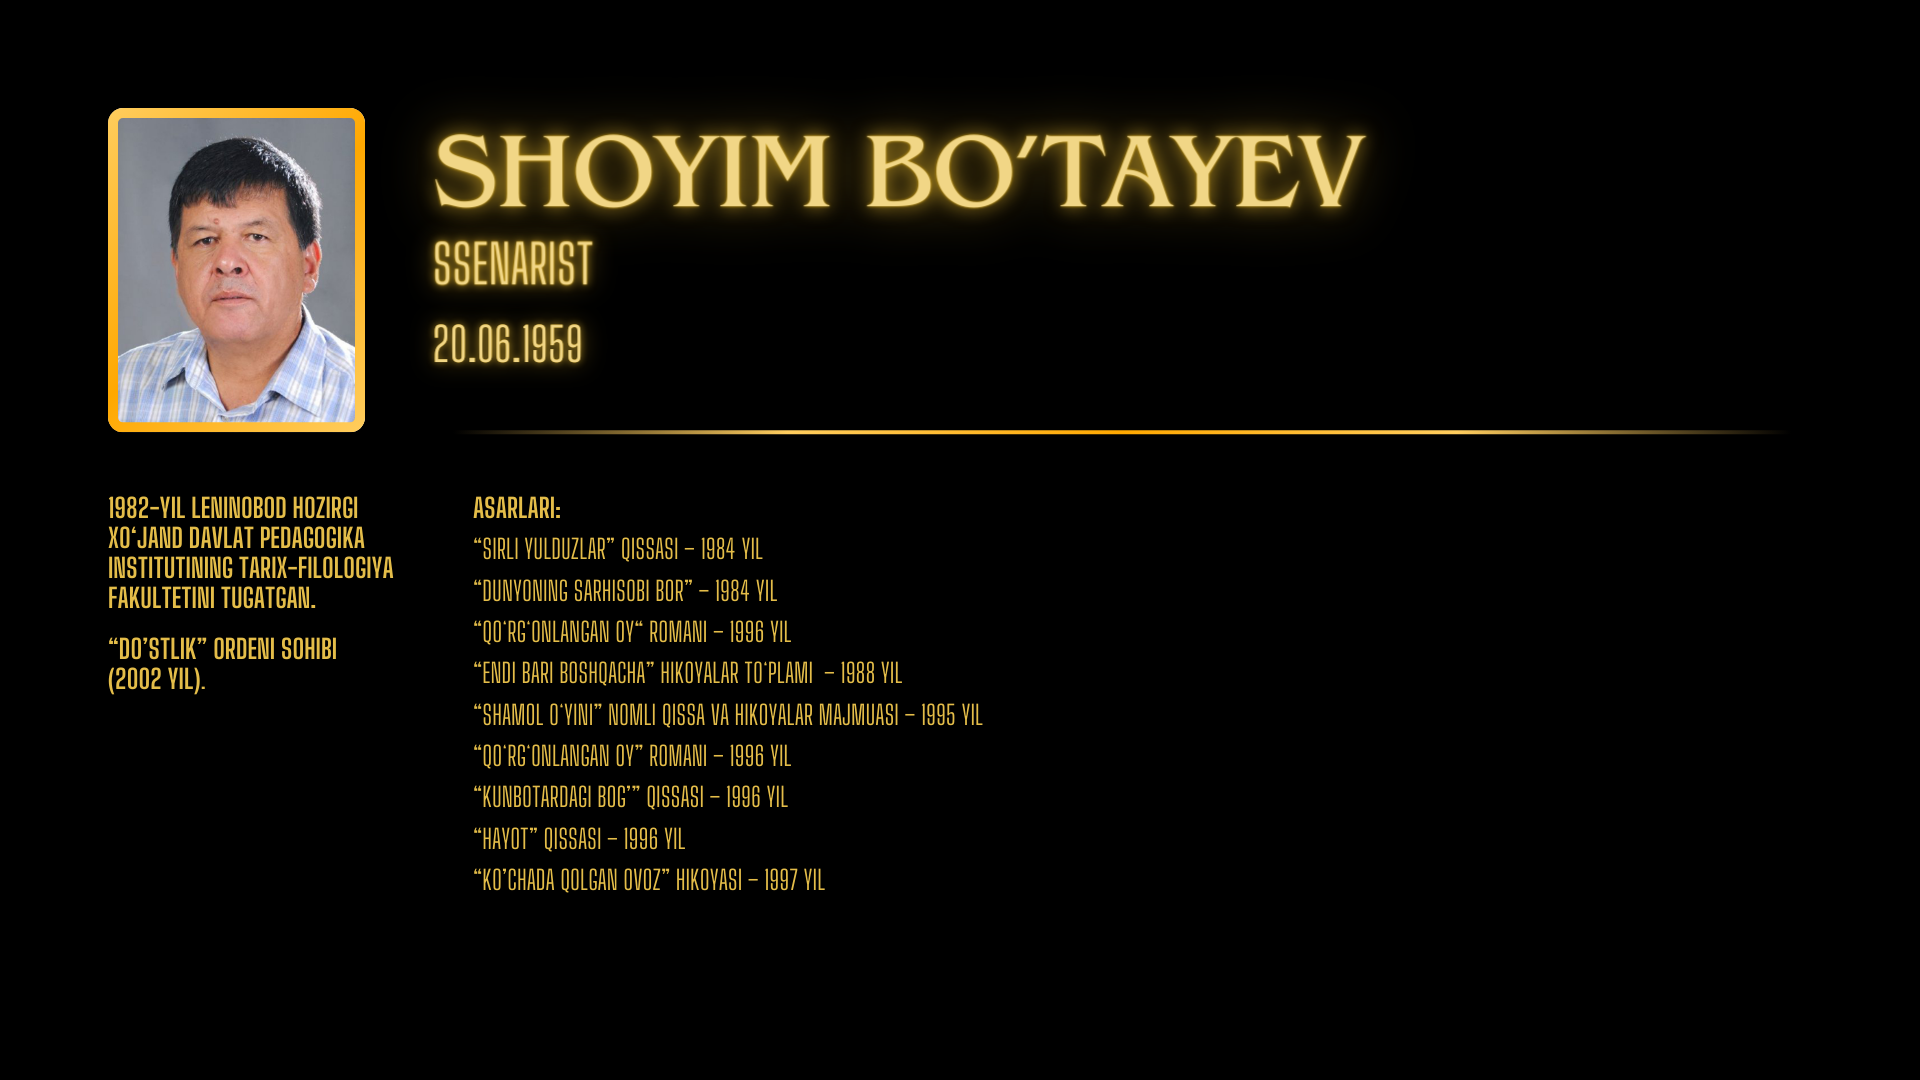 SHOYIM BO’TAYEV
SSENARIST
20.06.1959
1982-YIL LENINOBOD HOZIRGI
XO‘JAND DAVLAT PEDAGOGIKA
INSTITUTINING TARIX-FILOLOGIYA
FAKULTETINI TUGATGAN.
“DO’STLIK” ORDENI SOHIBI
(2002 YIL).
ASARLARI:
“SIRLI YULDUZLAR” QISSASI – 1984 YIL
“DUNYONING SARHISOBI BOR” – 1984 YIL
“QO‘RG‘ONLANGAN OY“ ROMANI – 1996 YIL
“ENDI BARI BOSHQACHA” HIKOYALAR TO‘PLAMI – 1988 YIL
“SHAMOL O‘YINI” NOMLI QISSA VA HIKOYALAR MAJMUASI – 1995 YIL
“QO‘RG‘ONLANGAN OY” ROMANI – 1996 YIL
“KUNBOTARDAGI BOG’” QISSASI – 1996 YIL
“HAYOT” QISSASI – 1996 YIL
“KO’CHADA QOLGAN OVOZ” HIKOYASI – 1997 YIL